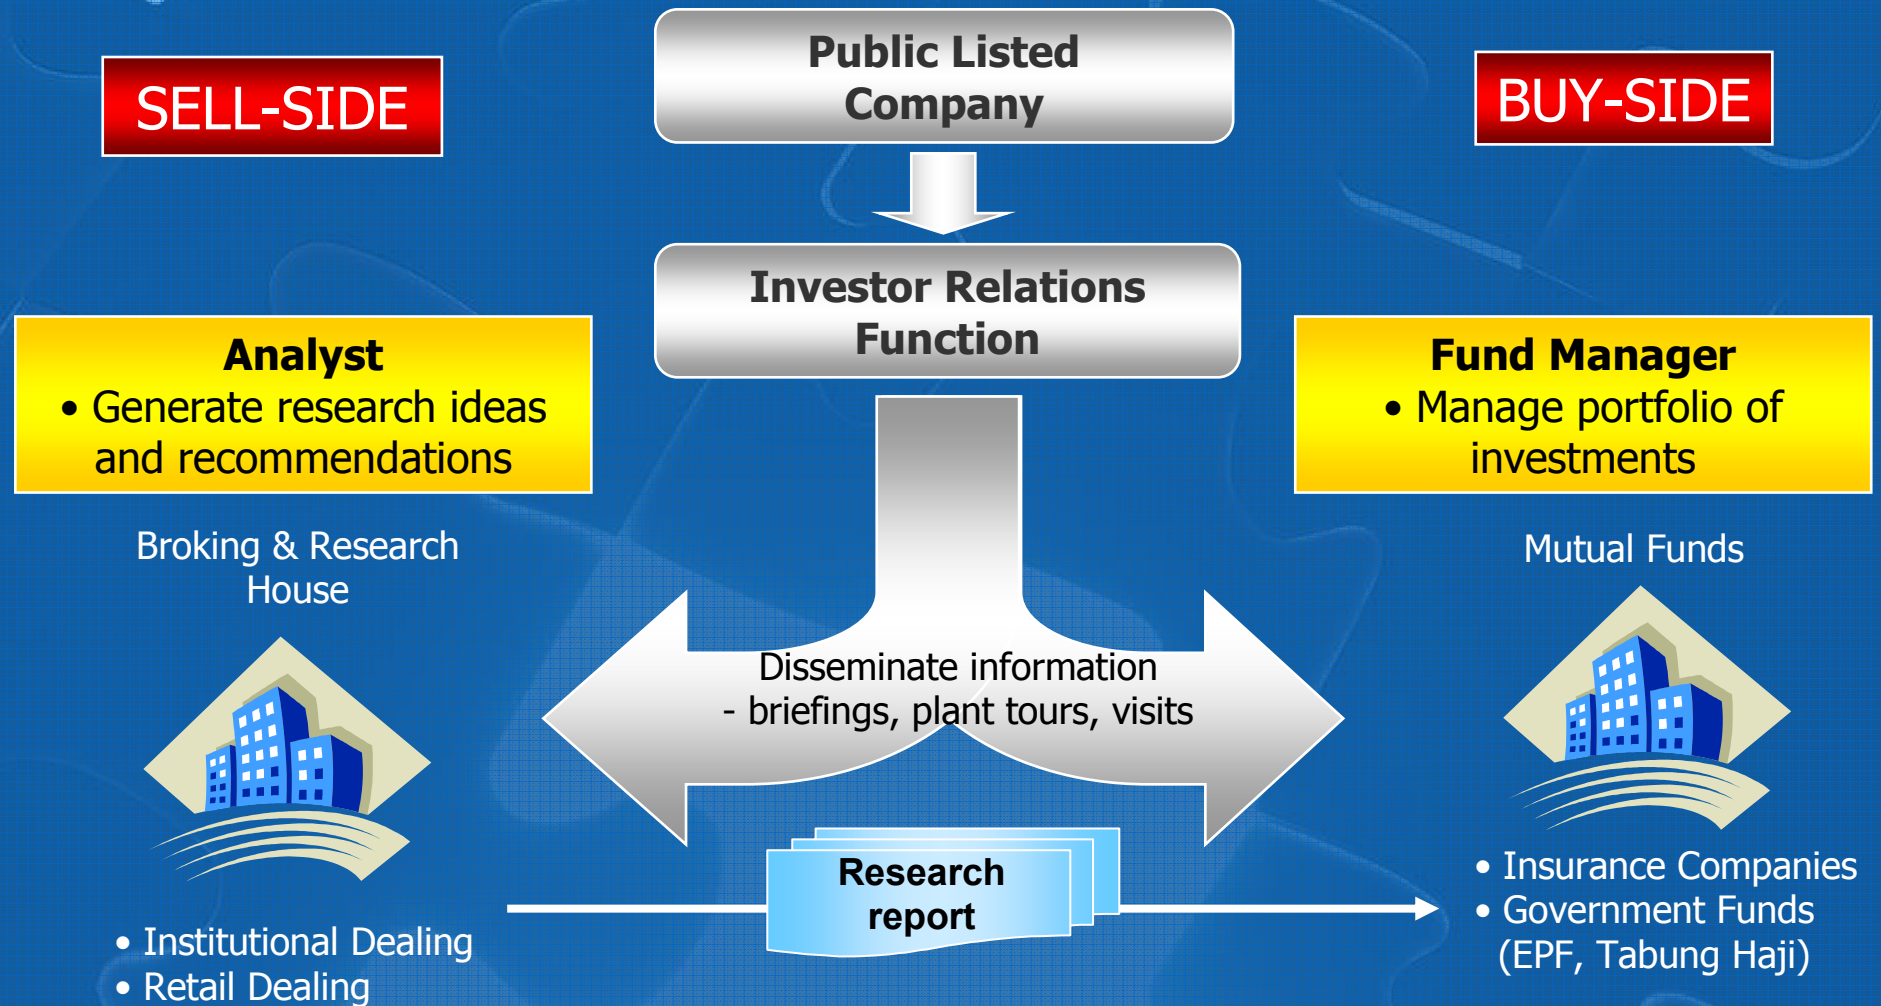 Public Listed
Company
SELL-SIDE
BUY-SIDE
Investor Relations
Function
Analyst
• Generate research ideas
and recommendations
Fund Manager
• Manage portfolio of
investments
Broking & Research
House
Mutual Funds
Disseminate information
- briefings, plant tours, visits
Research
report
• Institutional Dealing
• Retail Dealing
• Insurance Companies
• Government Funds
(EPF, Tabung Haji)